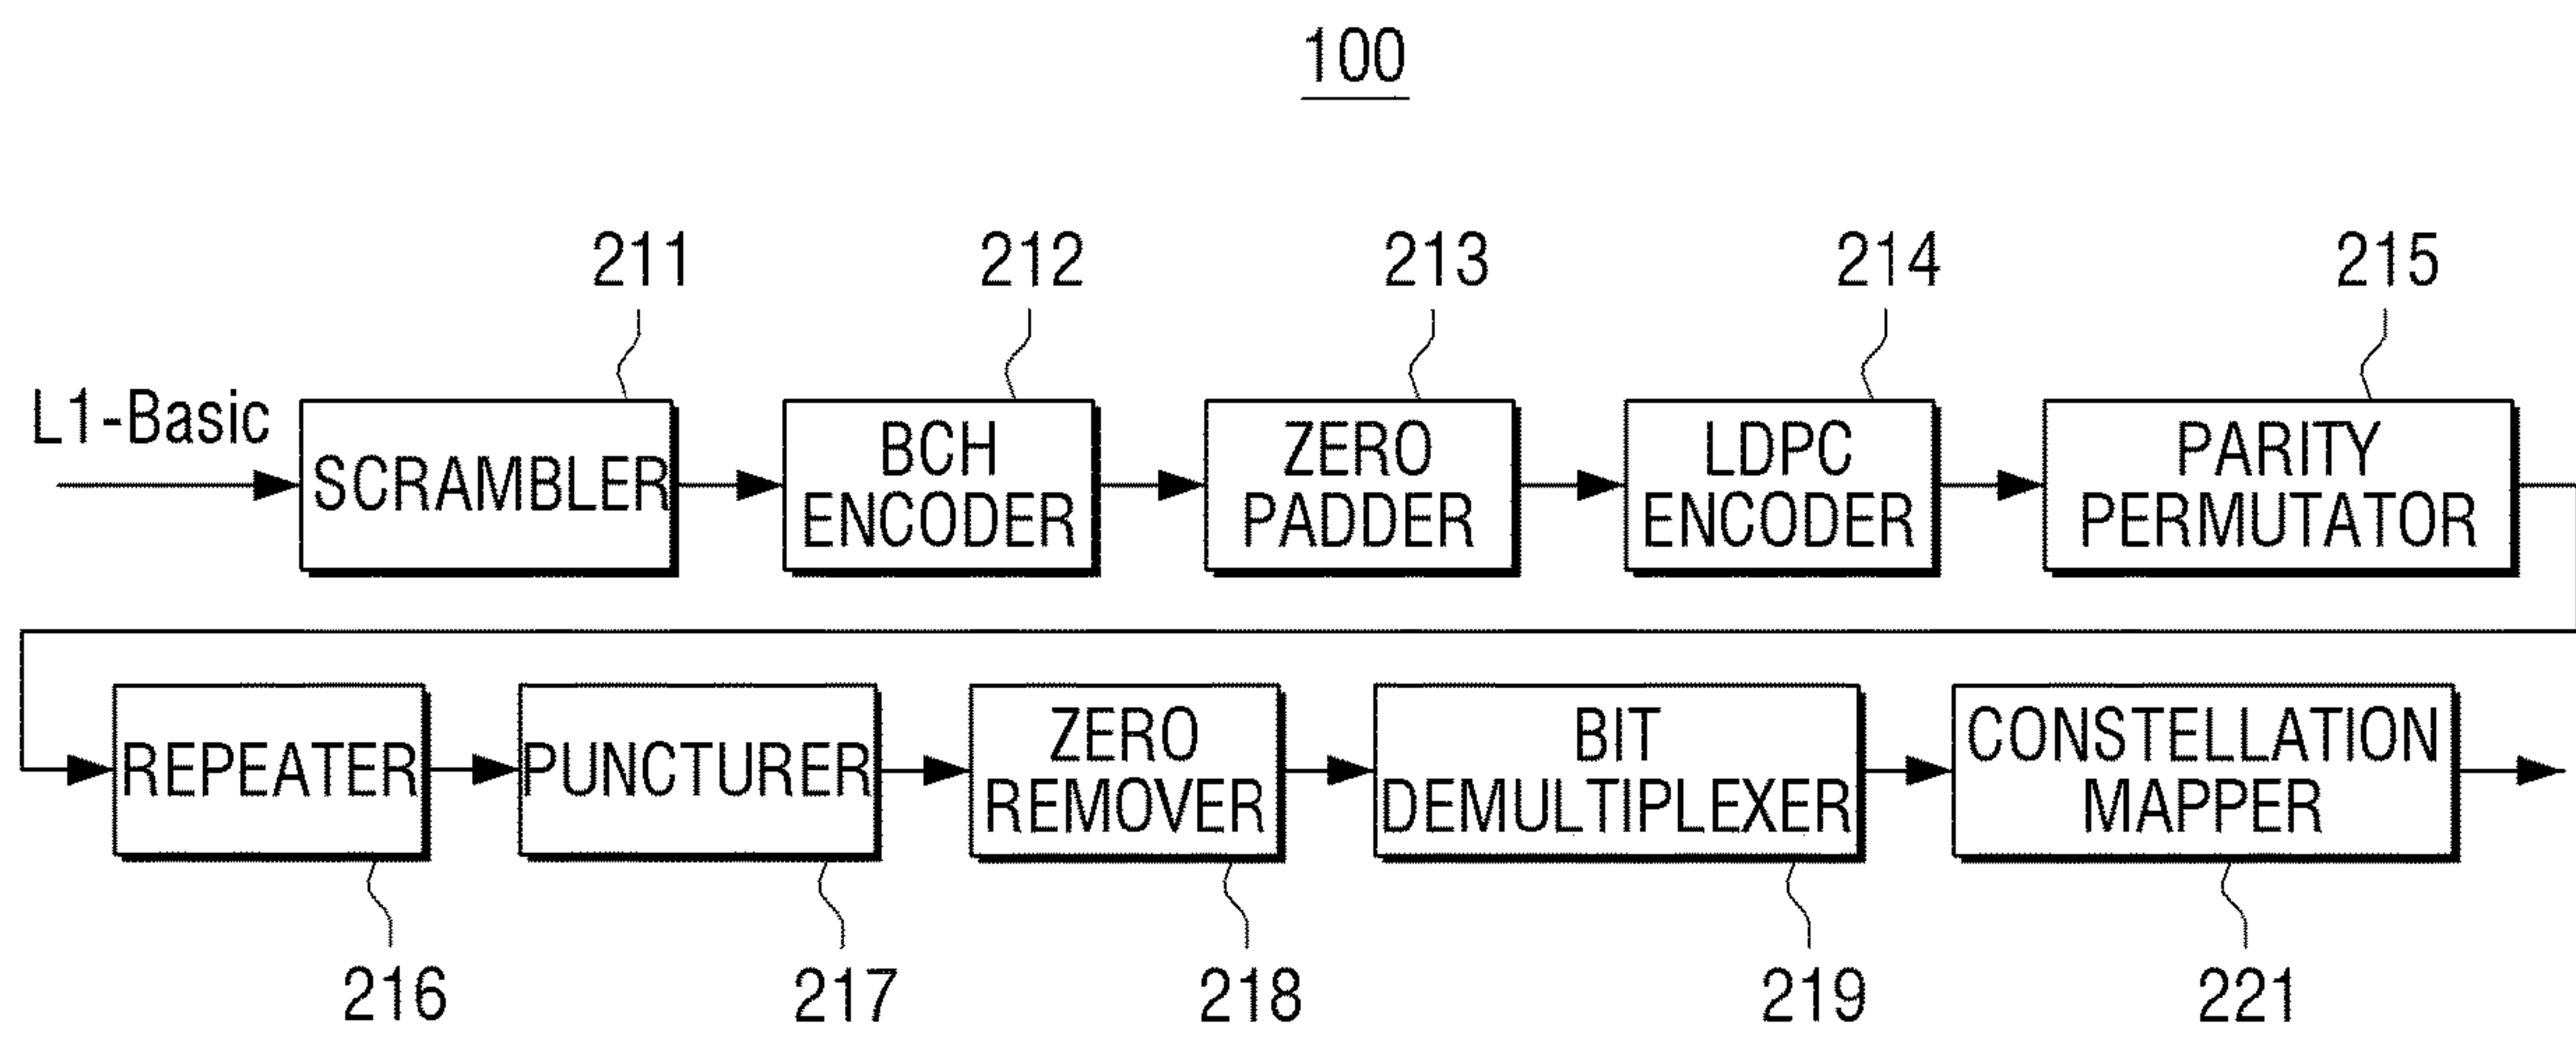 100
211
212
213
214
215
L1-Basic
SCRAMBLER
BCH
ENCODER
ZERO
PADDER
LDPC
ENCODER
PARITY
PERMUTATOR
REPEATER
PUNCTURER
ZERO
REMOVER
BIT
DEMULTIPLEXER
CONSTELLATION
MAPPER
216
217
218
219
221